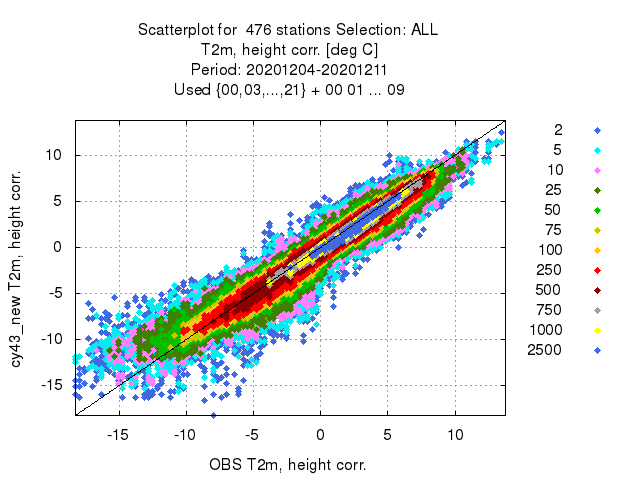 Scatterplot for 476 stations Selection: ALL
T2m, height corr. [deg C]
Period: 20201204-20201211
Used {00,03,...,21} + 00 01 ... 09
cy43_new T2m, height corr.
10
5
0
-5
-10
-15
-15 -10 -5 0 5 10
OBS T2m, height corr.
2
5
10
25
50
75
100
250
500
750
1000
2500